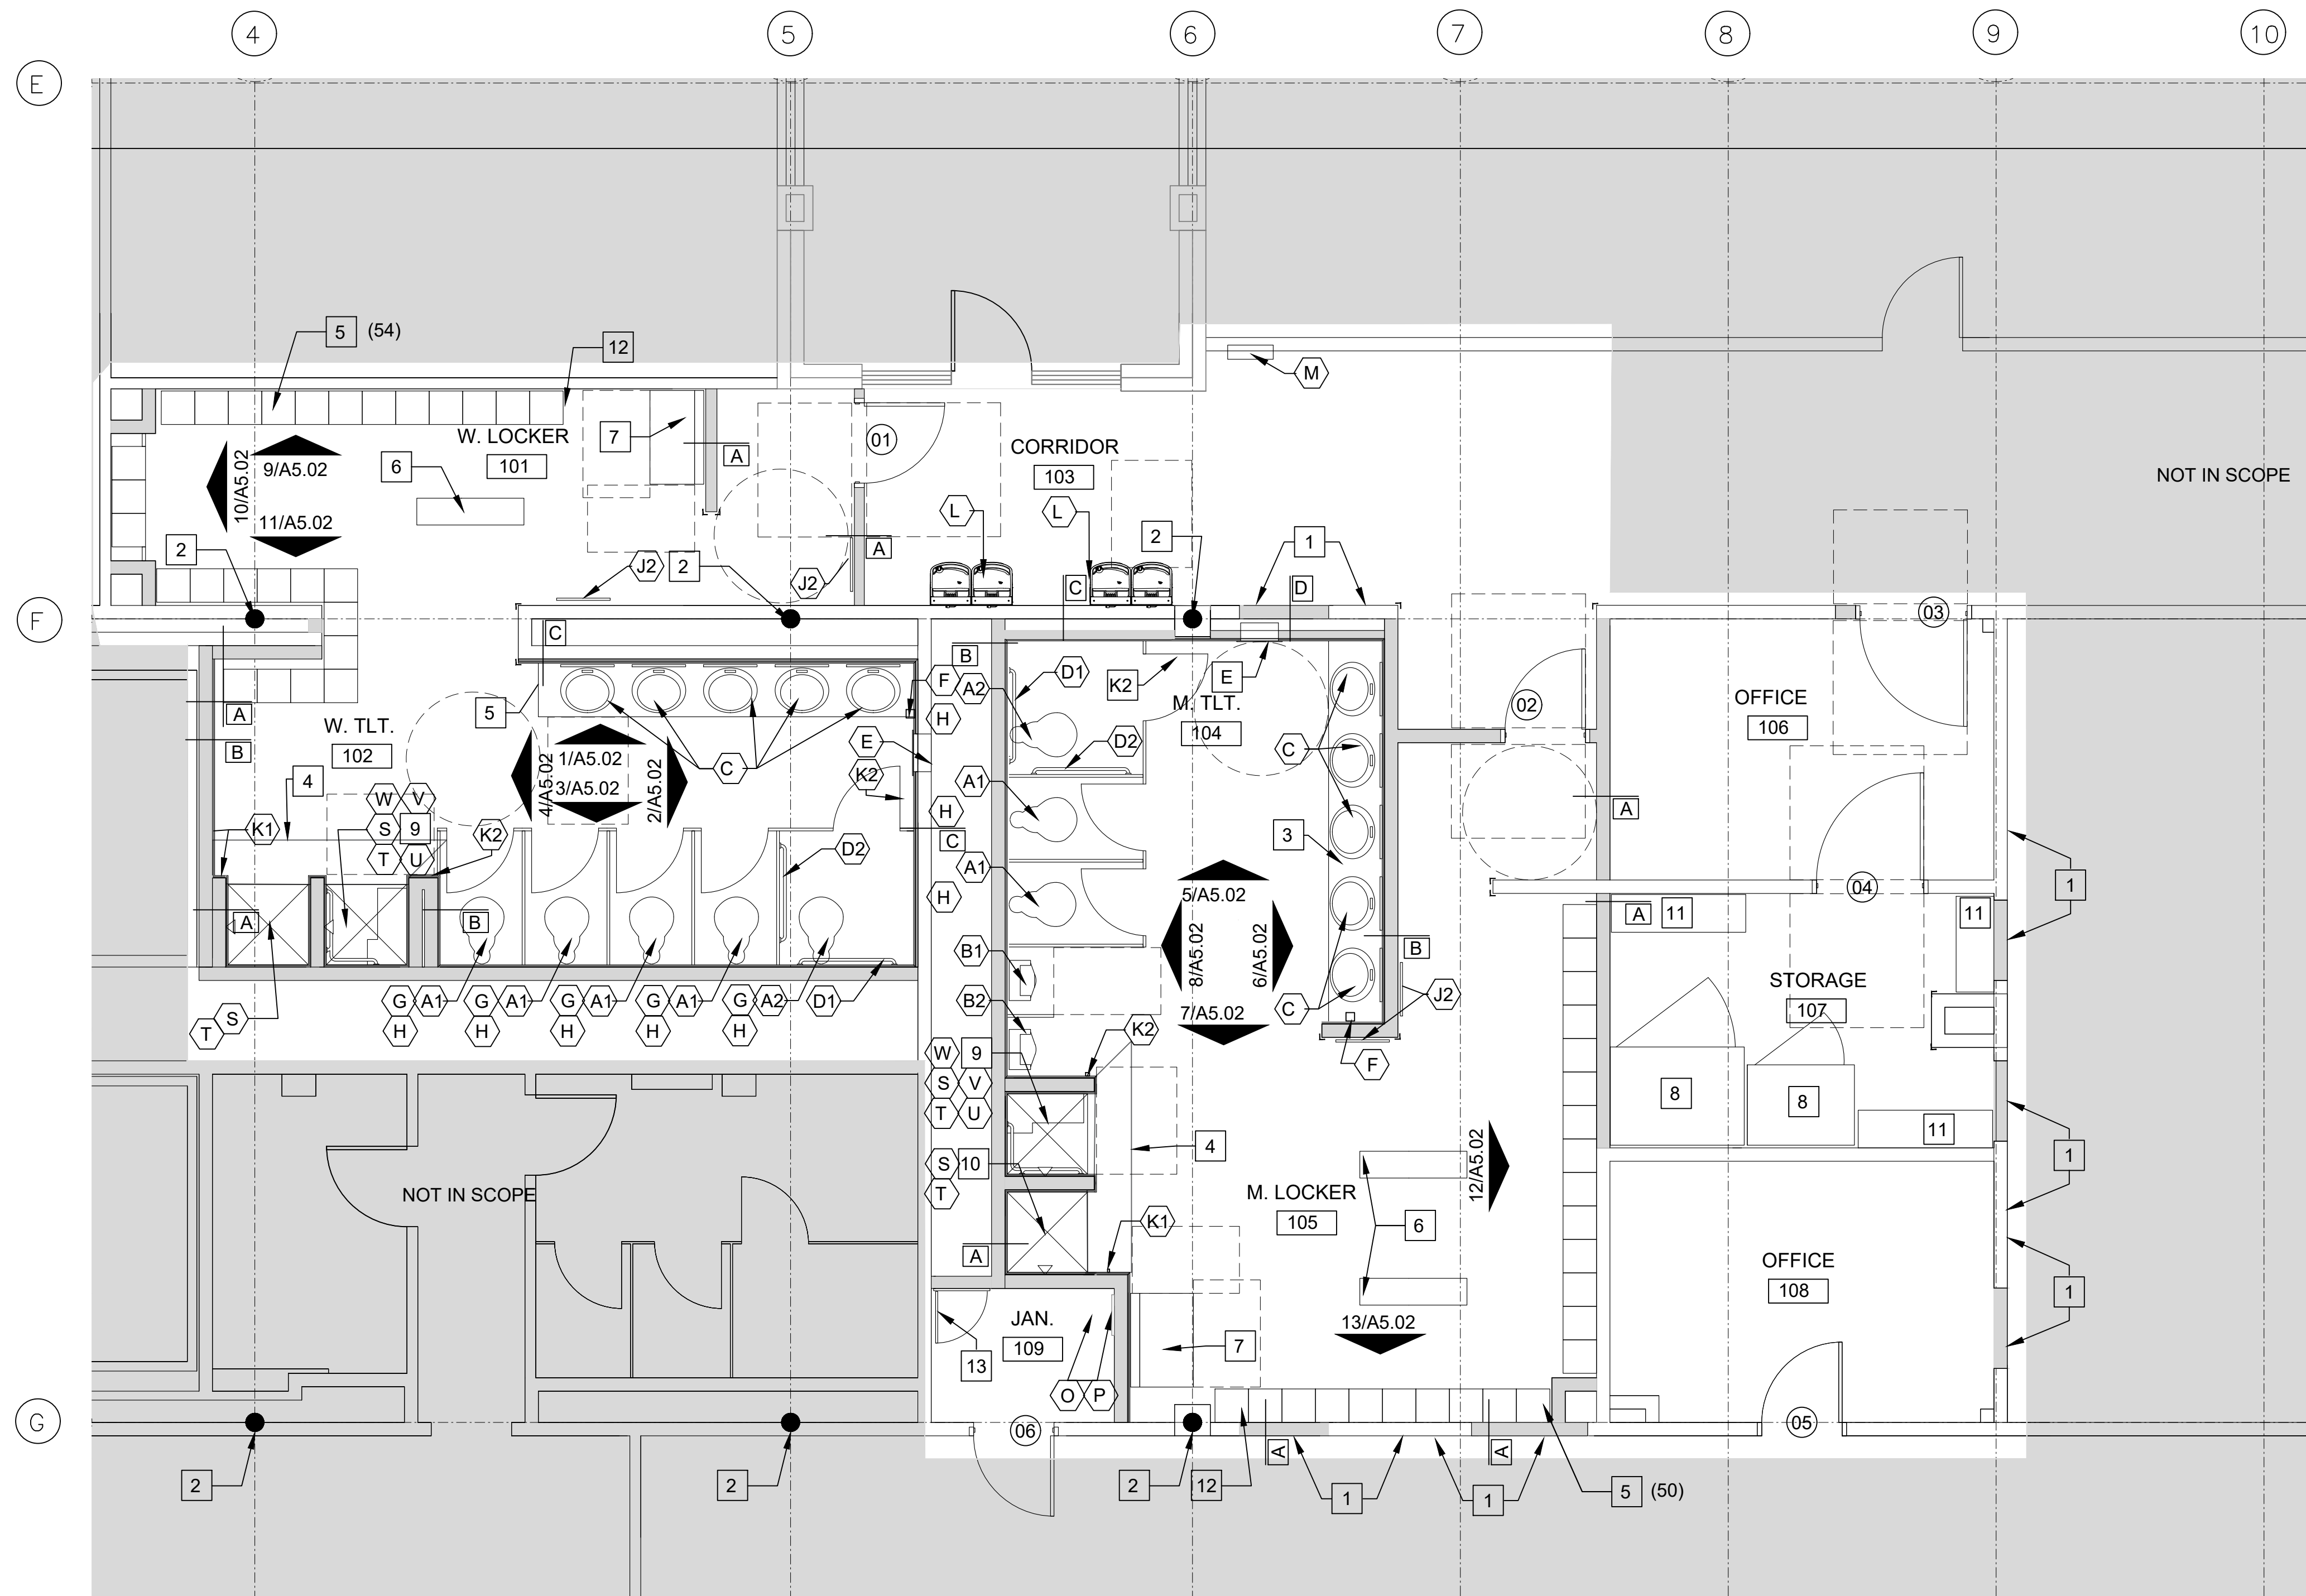 4 5 6 7 8 9 10
E
5 (54)
12
M
W. LOCKER
101
7
6
A
01
CORRIDOR
103
NOT IN SCOPE
10/A5.02
9/A5.02
11/A5.02
L
L
2
1
2
J2
2
J2
A
C
D
F
C
03
B
D1
K2
E
F
A2
H
5
A
B
W. TLT.
102
M. TLT.
104
02
OFFICE
106
D2
E
C
C
K2
1/A5.02
3/A5.02
4/A5.02
2/A5.02
4
W
V
S
9
T
U
K1
K2
A1
H
A
3
C
D2
A1
H
04
1
5/A5.02
8/A5.02
6/A5.02
7/A5.02
A
11
11
A
B
B
B1
STORAGE
107
G
A1
H
G
A1
H
G
A1
H
G
A1
H
G
A2
H
D1
B2
C
J2
S
T
K2
F
W
9
S
V
T
U
8
8
11
4
1
12/A5.02
S
10
T
NOT IN SCOPE
M. LOCKER
105
6
K1
A
OFFICE
108
1
JAN.
109
13/A5.02
7
13
O
P
G
06
05
A
A
2
2
2
12
1
1
5 (50)